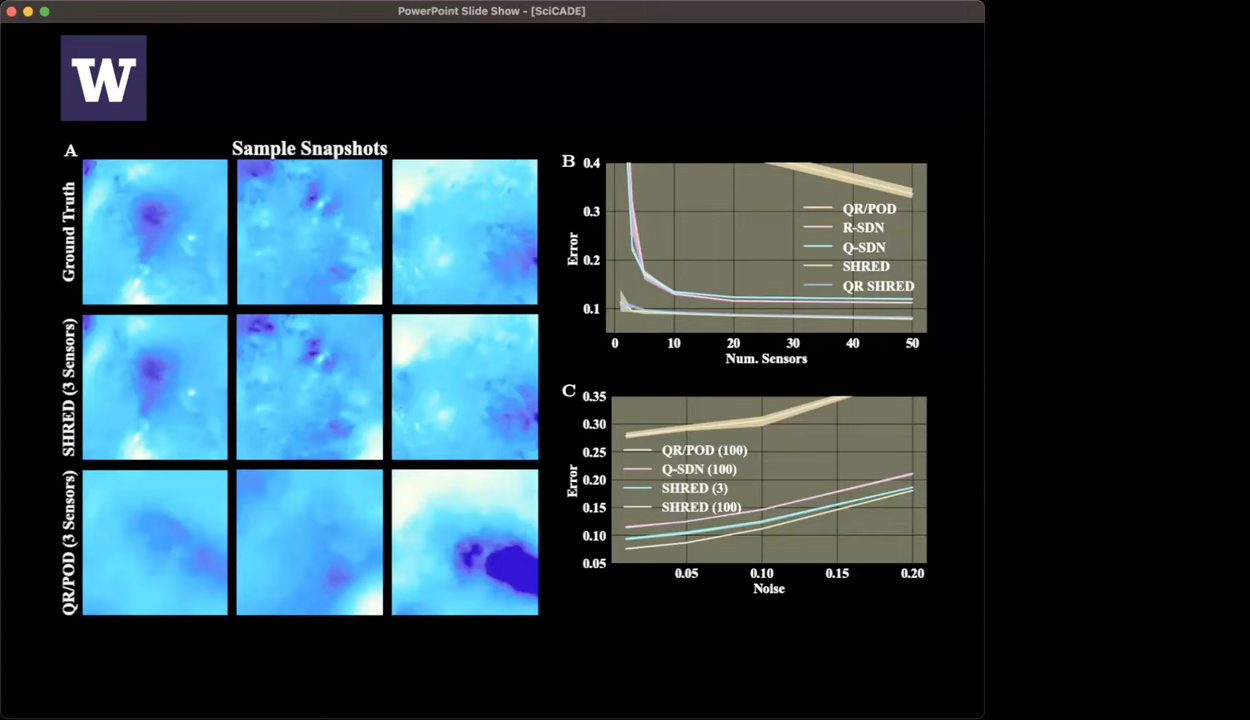 PowerPoint Slide Show - [SciCADE]
W
A
Sample Snapshots
Ground Truth
SHRED (3 Sensors)
QR/POD (3 Sensors)
B
0.4
0.3
0.2
0.1
Error
QR/POD
R-SDN
Q-SDN
SHRED
QR SHRED
0 10 20 30 40 50
Num. Sensors
C
0.35
0.30
0.25
0.20
0.15
0.10
0.05
Error
QR/POD (100)
Q-SDN (100)
SHRED (3)
SHRED (100)
0.05 0.10 0.15 0.20
Noise